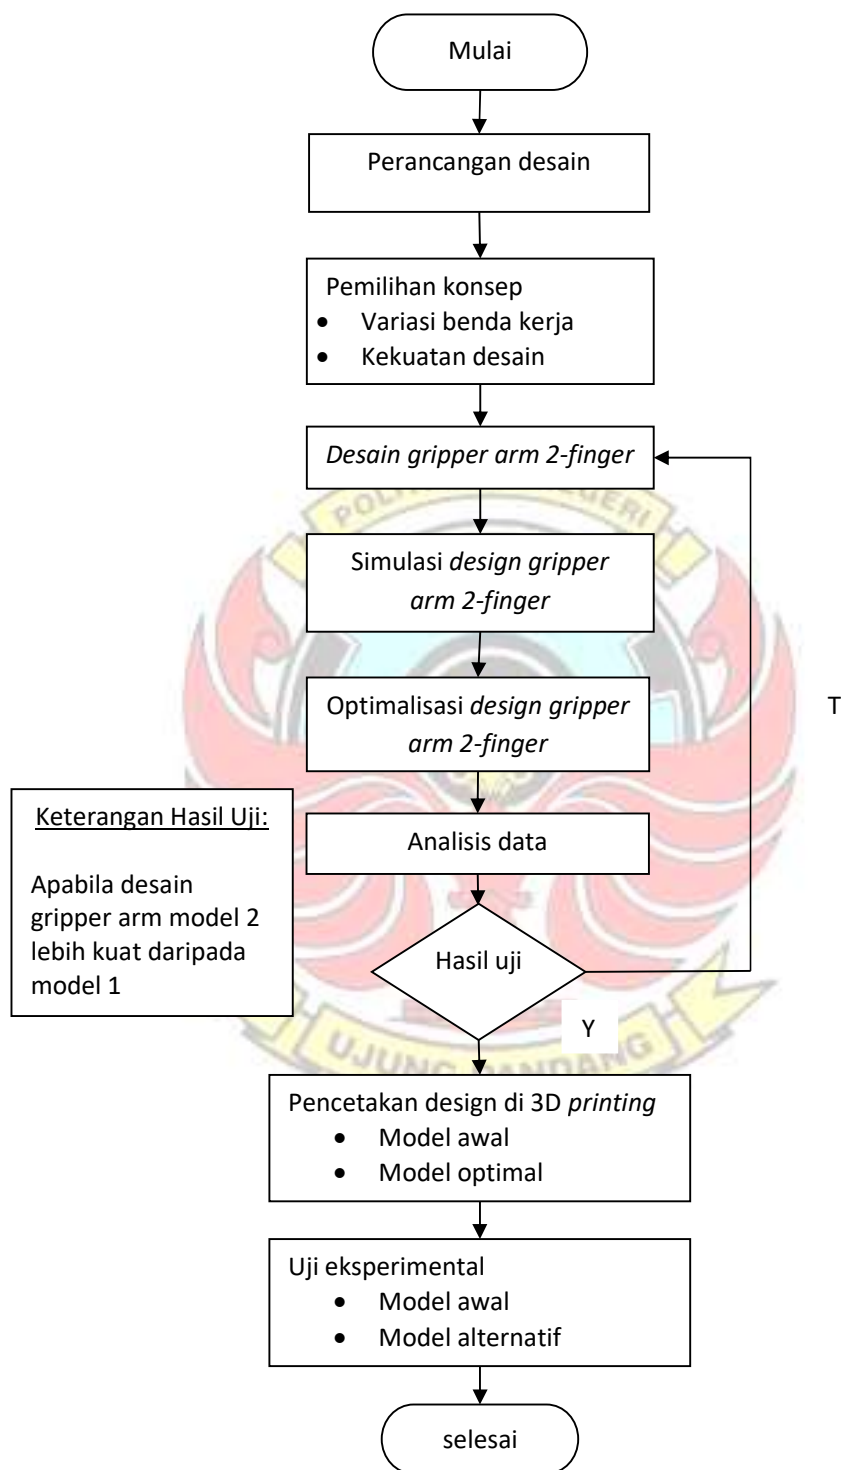 Mulai
Perancangan desain
Pemilihan konsep
• Variasi benda kerja
• Kekuatan desain
Desain gripper arm 2-finger
Simulasi design gripper
arm 2-finger
Optimalisasi design gripper
arm 2-finger
T
Keterangan Hasil Uji:
Apabila desain
gripper arm model 2
lebih kuat daripada
model 1
Analisis data
Hasil uji
Y
UJUNG PANDANG
Pencetakan design di 3D printing
• Model awal
• Model optimal
Uji eksperimental
• Model awal
• Model alternatif
selesai